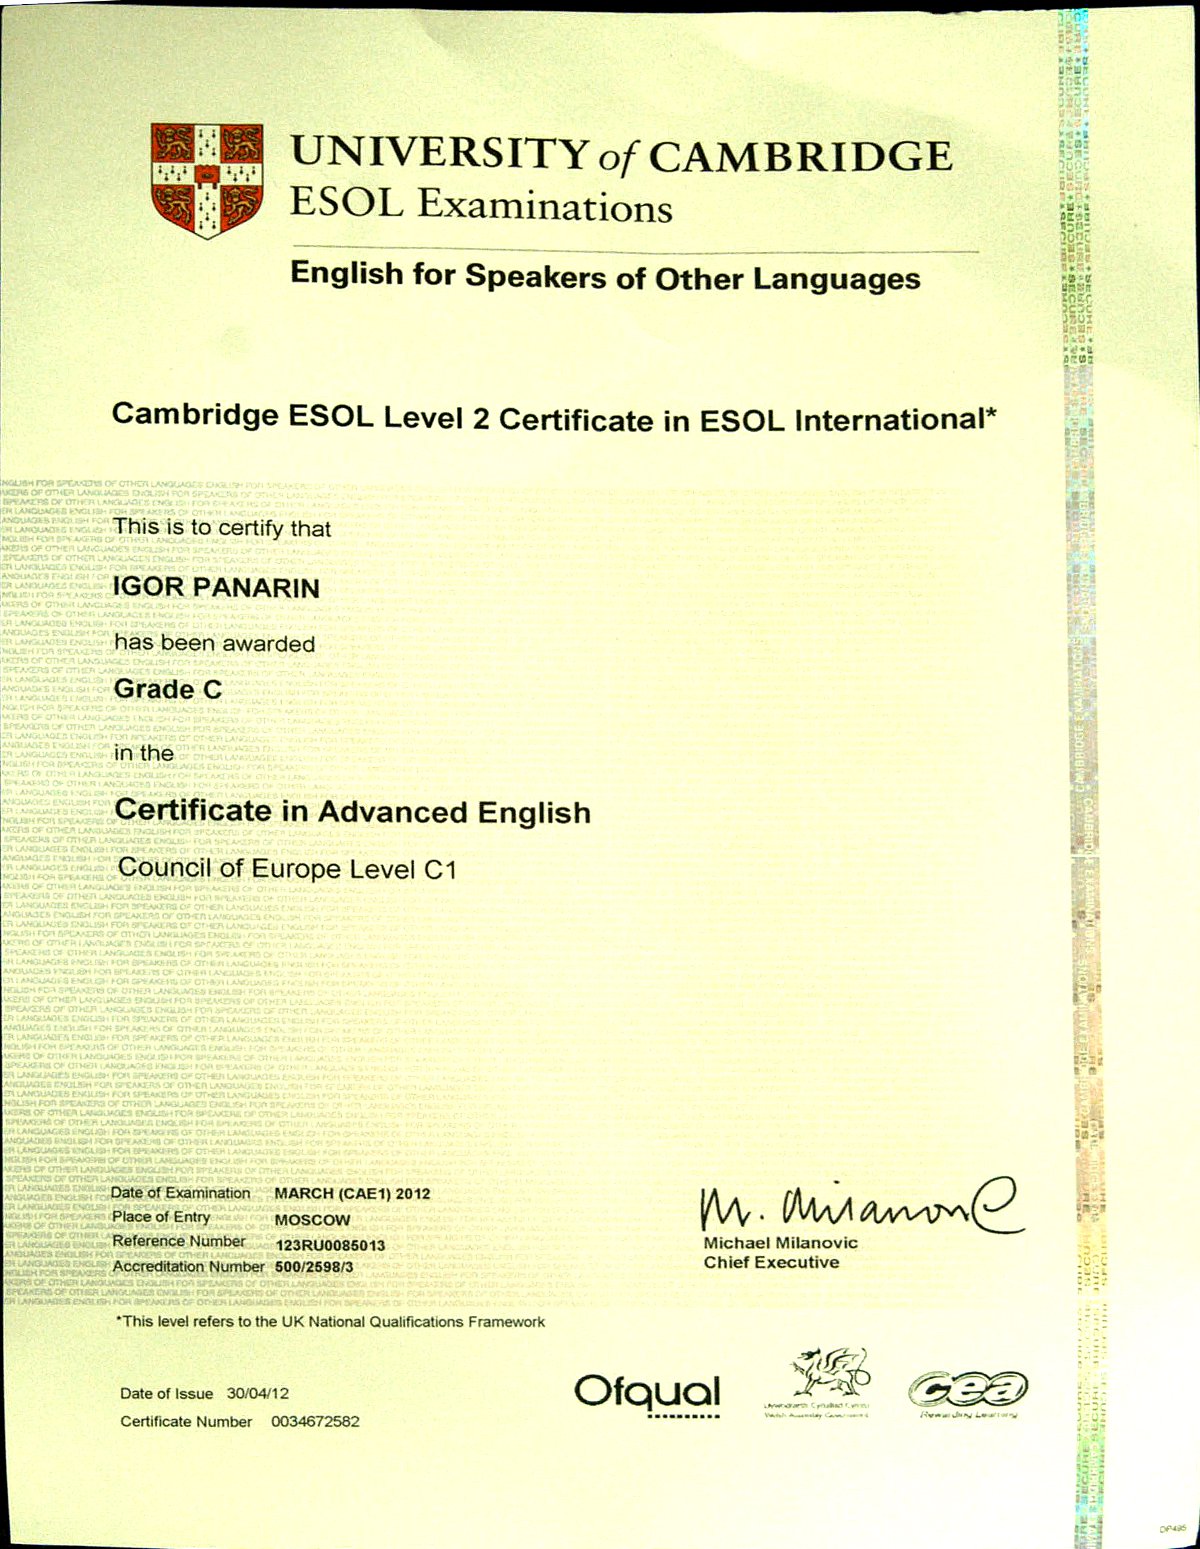 UNIVERSITY of CAMBRIDGE
ESOL Examinations
English for Speakers of Other Languages
Cambridge ESOL Level 2 Certificate in ESOL International*
This is to certify that
IGOR PANARIN
has been awarded
Grade C
in the
Certificate in Advanced English
Council of Europe Level C1
Date of Examination MARCH (CAE1) 2012
Place of Entry MOSCOW
Reference Number 123RU0085013
Accreditation Number 500/2598/3
M. Milanovic
Michael Milanovic
Chief Executive
*This level refers to the UK National Qualifications Framework
Date of Issue 30/04/12
Certificate Number 0034672582
Ofqual
Llywodraeth Cynulliad Cymru
Welsh Assembly Government
cea
Rewarding Learning
DP495